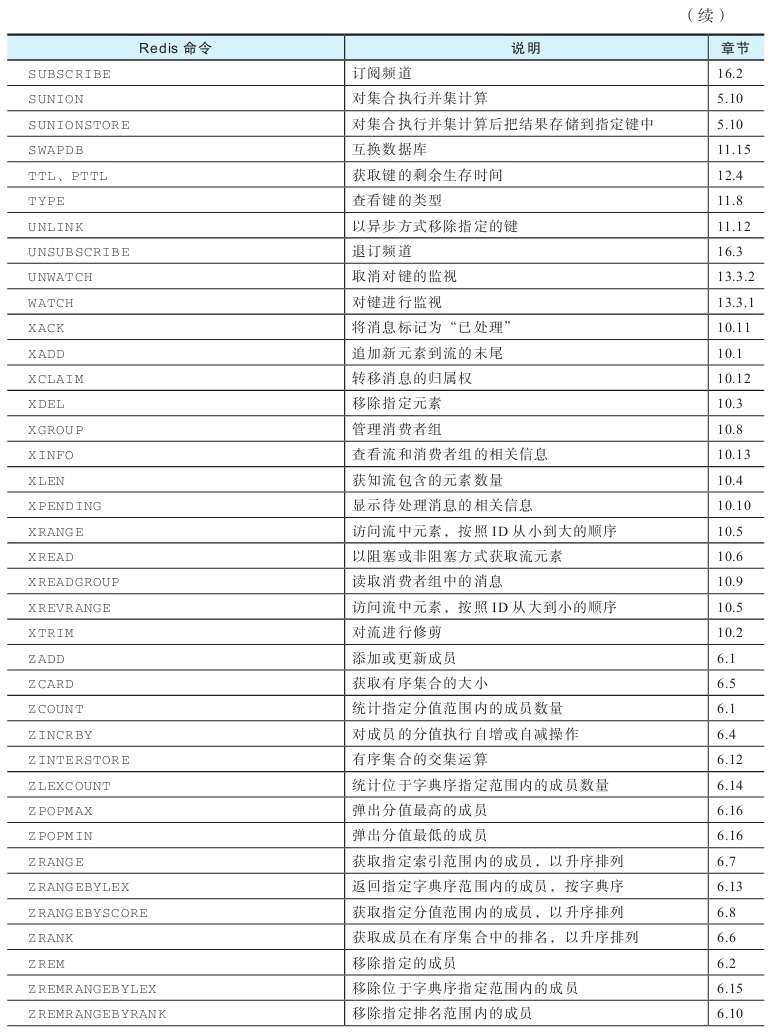 （续）
Redis 命令 说明 章节
SUBSCRIBE 订阅频道 16.2
SUNION 对集合执行并集计算 5.10
SUNIONSTORE 对集合执行并集计算后把结果存储到指定键中 5.10
SWAPDB 互换数据库 11.15
TTL、PTTL 获取键的剩余生存时间 12.4
TYPE 查看键的类型 11.8
UNLINK 以异步方式移除指定的键 11.12
UNSUBSCRIBE 退订频道 16.3
UNWATCH 取消对键的监视 13.3.2
WATCH 对键进行监视 13.3.1
XACK 将消息标记为“已处理” 10.11
XADD 追加新元素到流的末尾 10.1
XCLAIM 转移消息的归属权 10.12
XDEL 移除指定元素 10.3
XGROUP 管理消费者组 10.8
XINFO 查看流和消费者组的相关信息 10.13
XLEN 获知流包含的元素数量 10.4
XPENDING 显示待处理消息的相关信息 10.10
XRANGE 访问流中元素，按照 ID 从小到大的顺序 10.5
XREAD 以阻塞或非阻塞方式获取流元素 10.6
XREADGROUP 读取消费者组中的消息 10.9
XREVRANGE 访问流中元素，按照 ID 从大到小的顺序 10.5
XTRIM 对流进行修剪 10.2
ZADD 添加或更新成员 6.1
ZCARD 获取有序集合的大小 6.5
ZCOUNT 统计指定分值范围内的成员数量 6.1
ZINCRBY 对成员的分值执行自增或自减操作 6.4
ZINTERSTORE 有序集合的交集运算 6.12
ZLEXCOUNT 统计位于字典序指定范围内的成员数量 6.14
ZPOPMAX 弹出分值最高的成员 6.16
ZPOPMIN 弹出分值最低的成员 6.16
ZRANGE 获取指定索引范围内的成员，以升序排列 6.7
ZRANGEBYLEX 返回指定字典序范围内的成员，按字典序 6.13
ZRANGEBYSCORE 获取指定分值范围内的成员，以升序排列 6.8
ZRANK 获取成员在有序集合中的排名，以升序排列 6.6
ZREM 移除指定的成员 6.2
ZREMRANGEBYLEX 移除位于字典序指定范围内的成员 6.15
ZREMRANGEBYRANK 移除指定排名范围内的成员 6.10